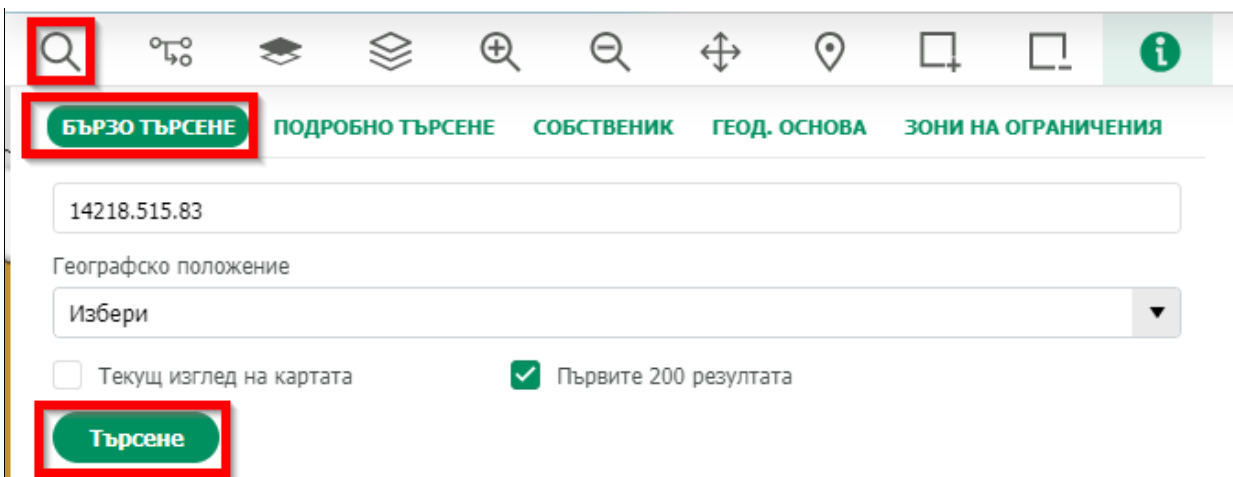 БЪРЗО ТЪРСЕНЕ ПОДРОБНО ТЪРСЕНЕ СОБСТВЕНИК ГЕОД. ОСНОВА ЗОНИ НА ОГРАНИЧЕНИЯ
14218.515.83
Географско положение
Избери
Текущ изглед на картата Първите 200 резултата
Търсене